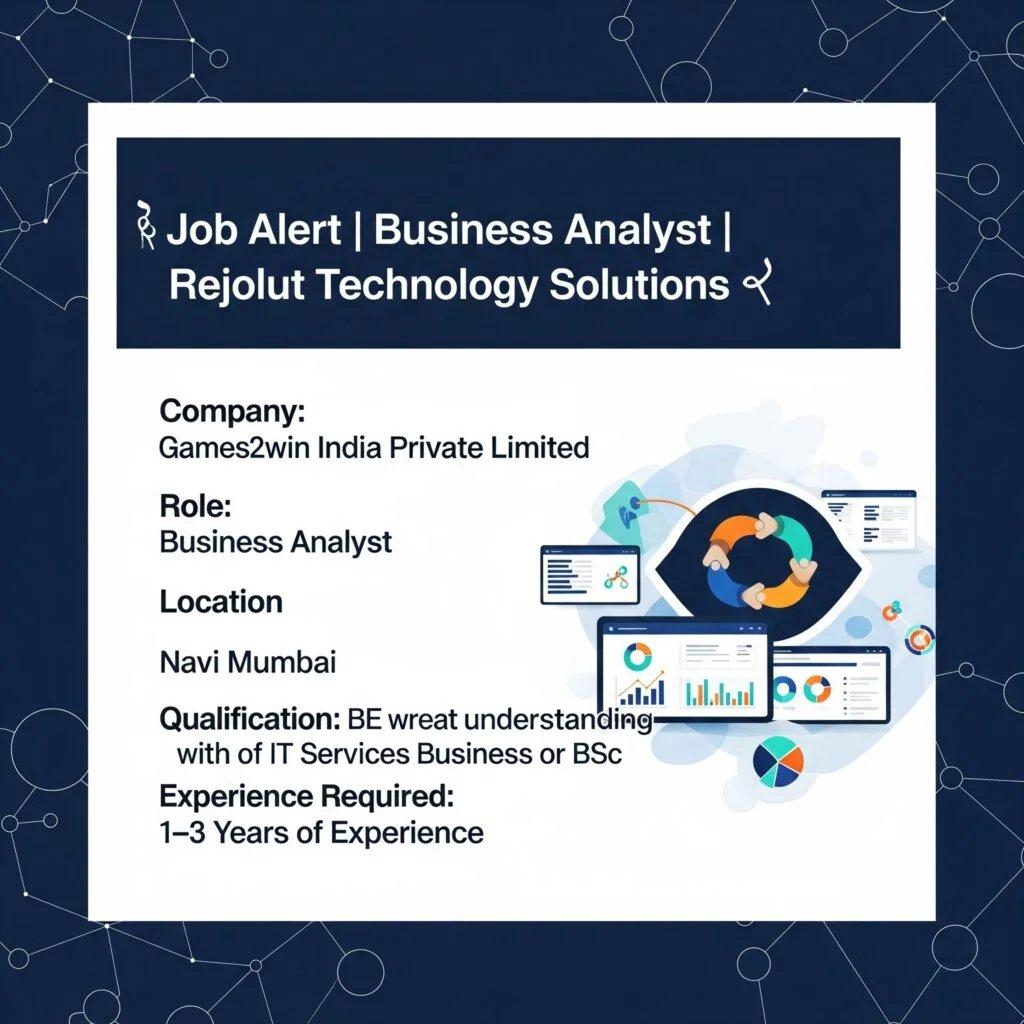 Job Alert | Business Analyst |
Rejolut Technology Solutions
Company:
Games2win India Private Limited
Role:
Business Analyst
Location
Navi Mumbai
Qualification: BE wreat understanding
with of IT Services Business or BSc
Experience Required:
1–3 Years of Experience